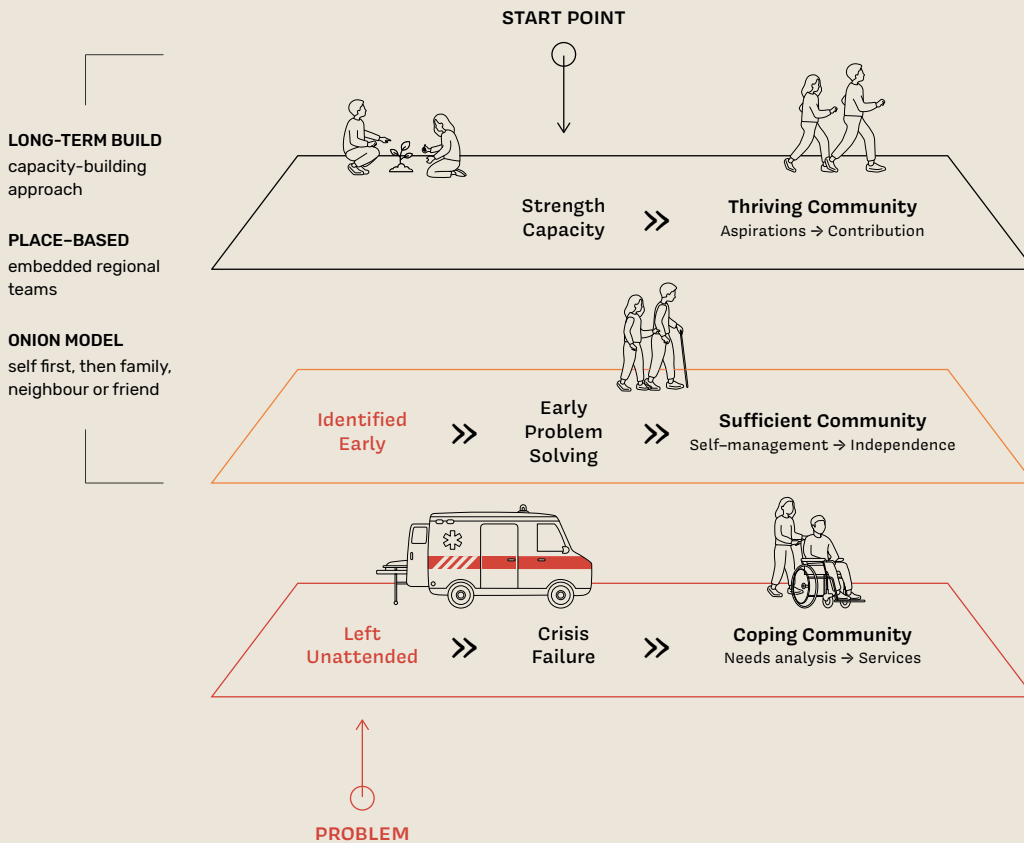 START POINT
LONG-TERM BUILD
capacity-building
approach
PLACE-BASED
embedded regional
teams
ONION MODEL
self first, then family,
neighbour or friend
Strength
Capacity
Thriving Community
Aspirations → Contribution
Identified
Early
Early
Problem
Solving
Sufficient Community
Self-management → Independence
Left
Unattended
Crisis
Failure
Coping Community
Needs analysis → Services
PROBLEM